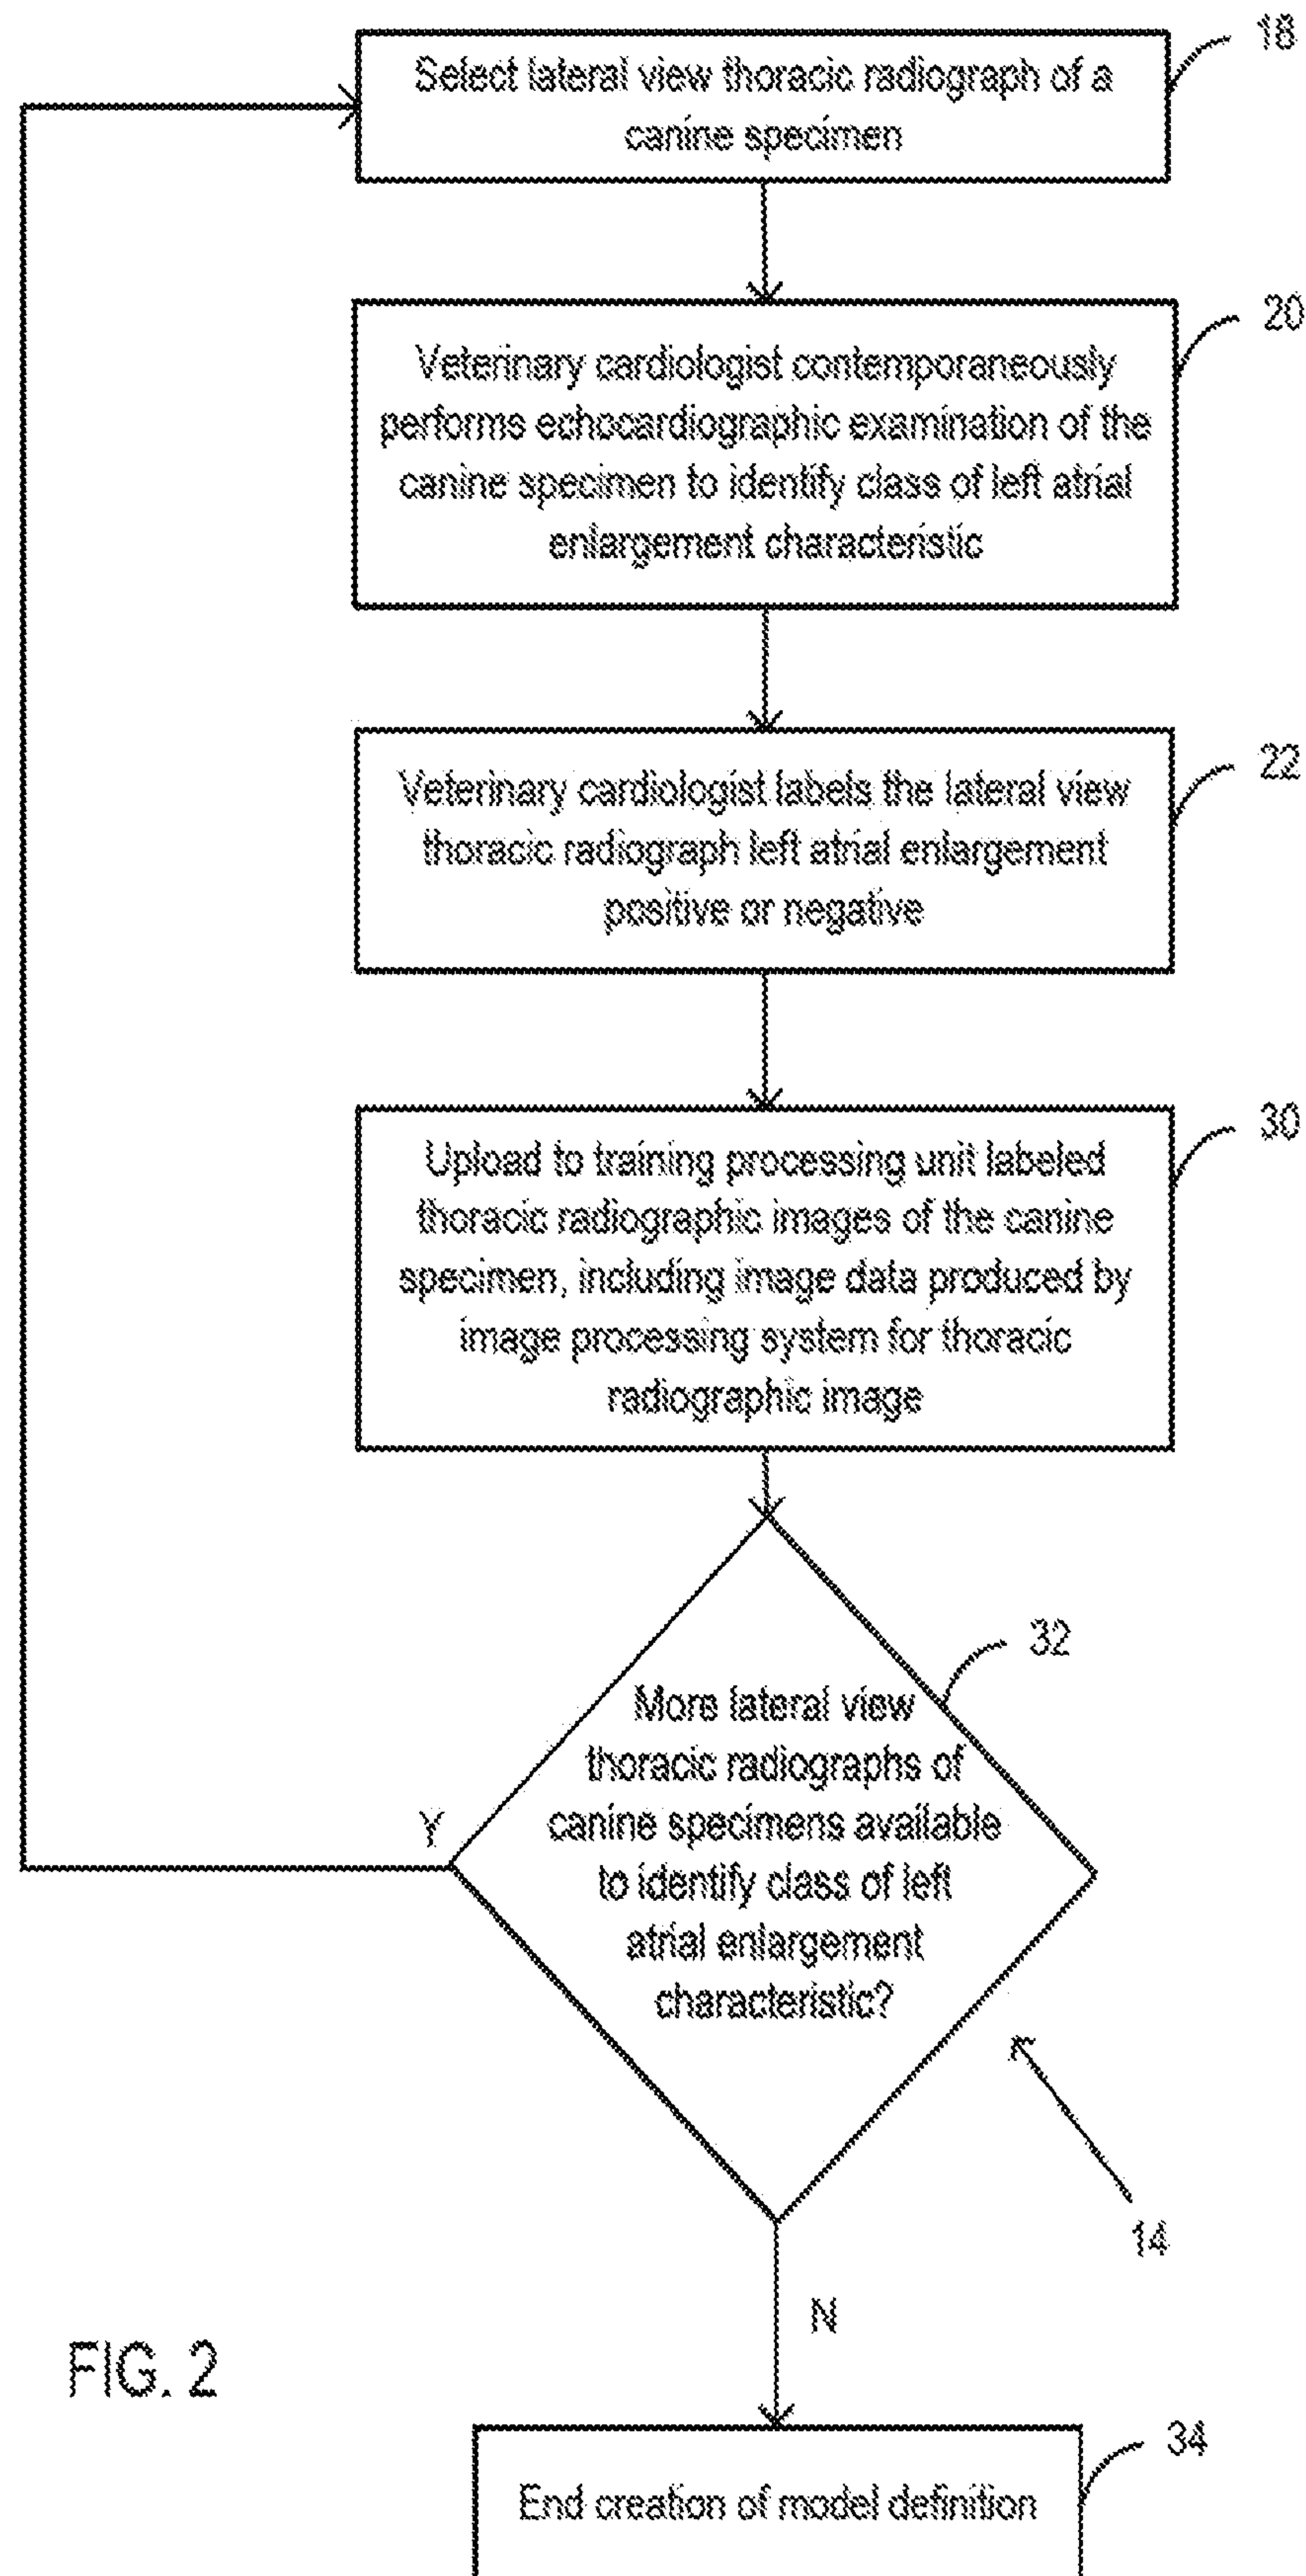 18
Select lateral view thoracic radiograph of a
canine specimen
20
Veterinary cardiologist contemporaneously
performs echocardiographic examination of the
canine specimen to identify class of left atrial
enlargement characteristic
22
Veterinary cardiologist labels the lateral view
thoracic radiograph left atrial enlargement
positive or negative
30
Upload to training processing unit labeled
thoracic radiographic images of the canine
specimen, including image data produced by
image processing system for thoracic
radiographic image
32
More lateral view
thoracic radiographs of
canine specimens available
to identify class of left
atrial enlargement
characteristic?
Y
14
N
FIG. 2
34
End creation of model definition